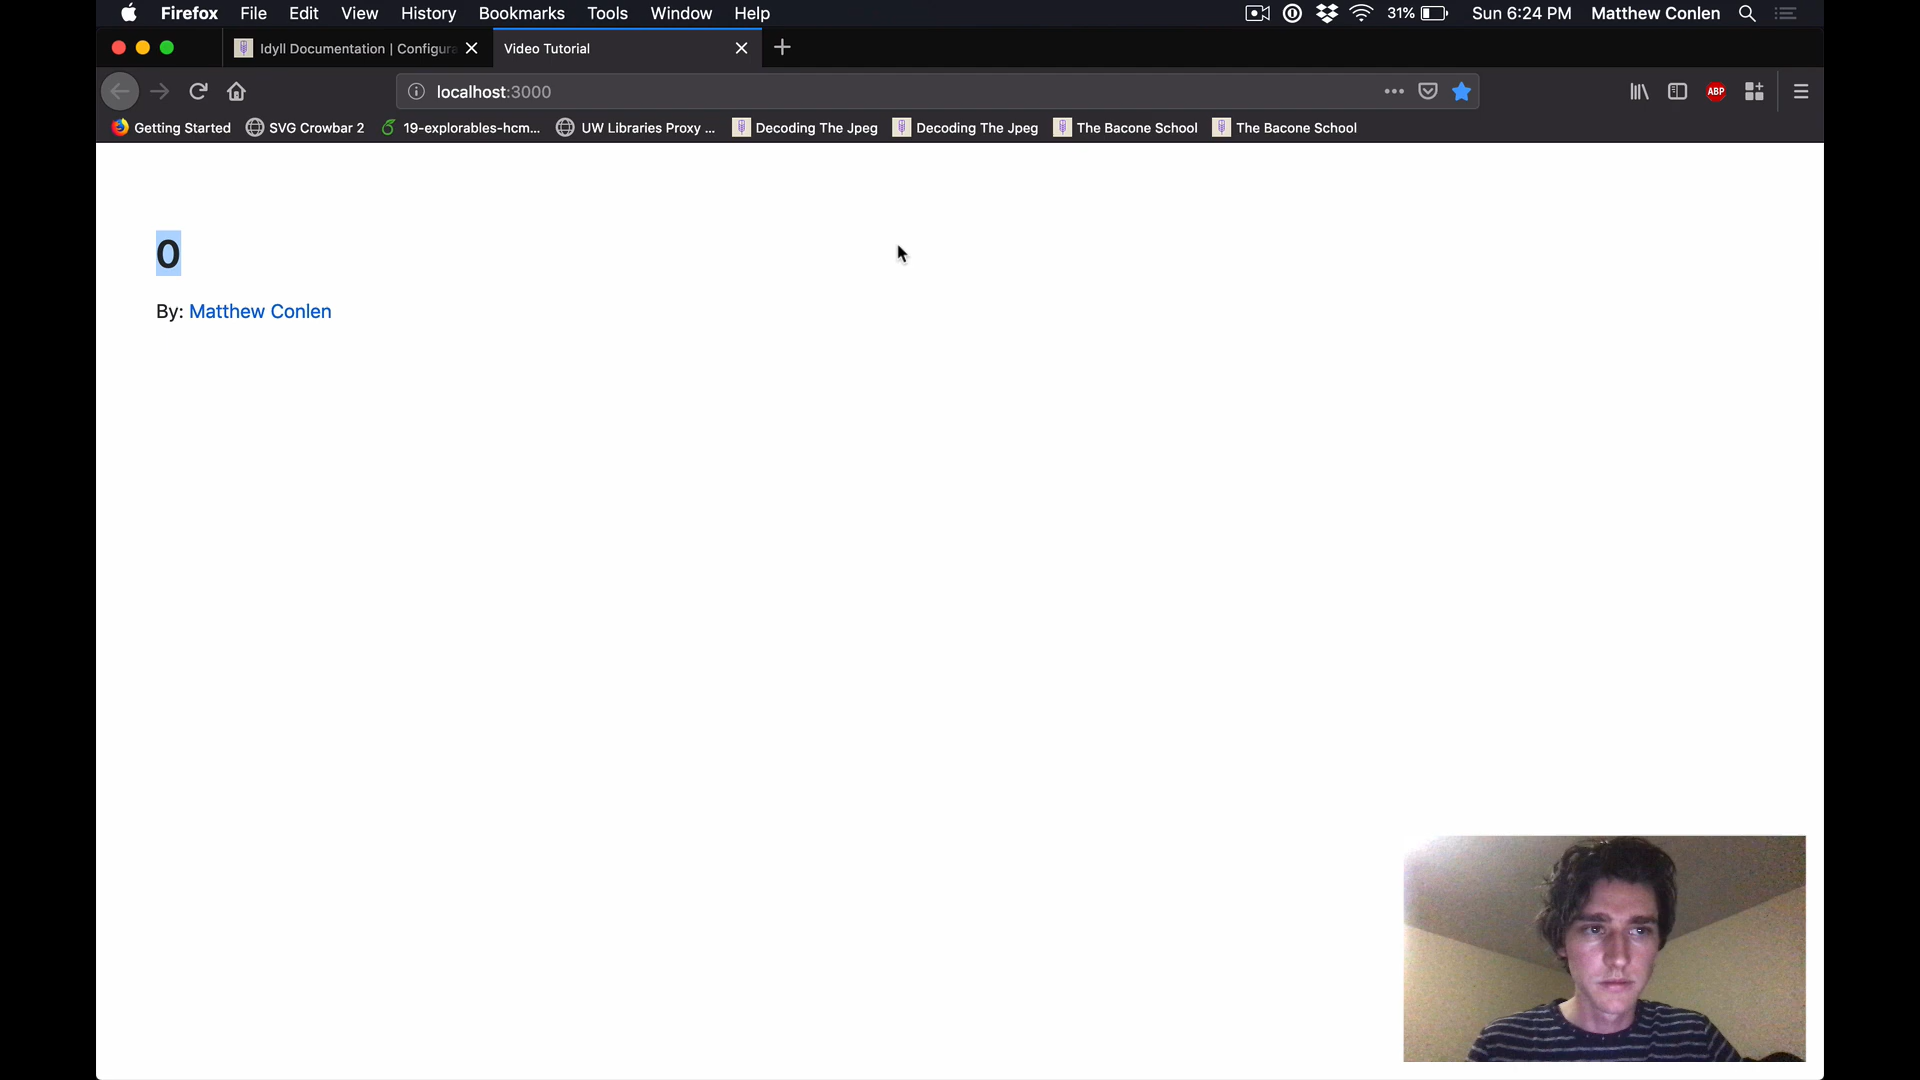 Firefox File Edit View History Bookmarks Tools Window Help 31% Sun 6:24 PM Matthew Conlen
Idyll Documentation | Configura Video Tutorial
localhost:3000 ABP
Getting Started SVG Crowbar 2 19-explorables-hcm... UW Libraries Proxy ... Decoding The Jpeg Decoding The Jpeg The Bacone School The Bacone School
0
By: Matthew Conlen